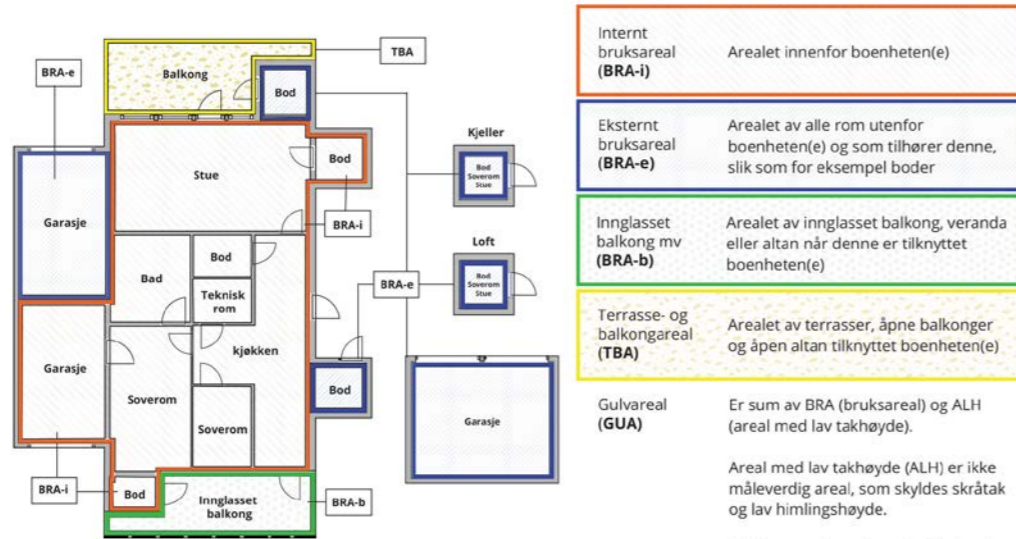 TBA
BRA-e
Balkong
Bod
Kjeller
Bod
Soverom
Stue
Stue
Bod
Garasje
BRA-i
Loft
Bod
Bad
Bod
Soverom
Stue
Teknisk
rom
BRA-e
Garasje
kjøkken
Soverom
Bod
Garasje
Soverom
BRA-i
Bod
Innglasset
balkong
BRA-b
Internt
bruksareal
(BRA-i)
Arealet innenfor boenheten(e)
Eksternt
bruksareal
(BRA-e)
Arealet av alle rom utenfor
boenheten(e) og som tilhører denne,
slik som for eksempel boder
Innglasset
balkong mv
(BRA-b)
Arealet av innglasset balkong, veranda
eller altan når denne er tilknyttet
boenheten(e)
Terrasse- og
balkongareal
(TBA)
Arealet av terrasser, åpne balkonger
og åpen altan tilknyttet boenheten(e)
Gulvareal
(GUA)
Er sum av BRA (bruksareal) og ALH
(areal med lav takhøyde).
Areal med lav takhøyde (ALH) er ikke
måleverdig areal, som skyldes skråtak
og lav himlingshøyde.